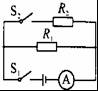 S₂ R₂
R₁
S₁ A